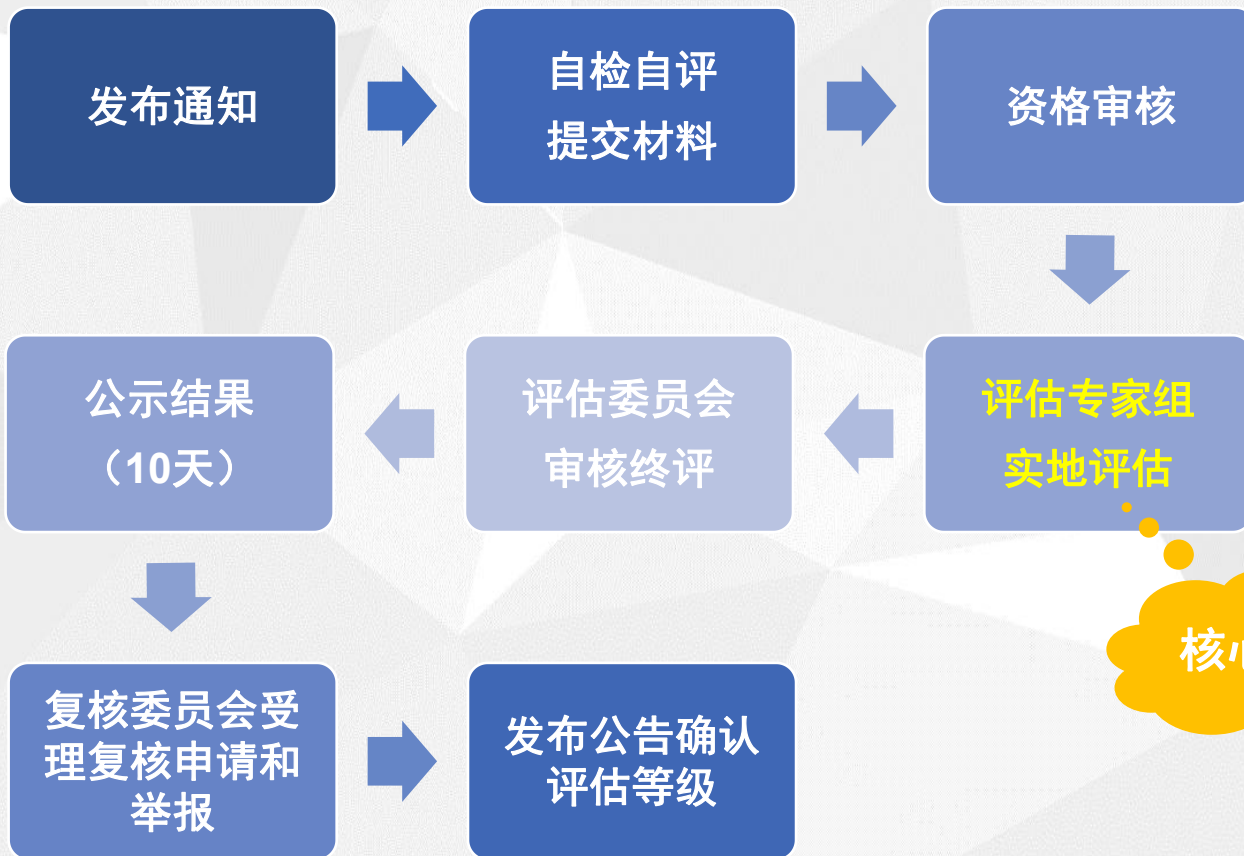 发布通知
自检自评
提交材料
资格审核
评估专家组
实地评估
评估委员会
审核终评
公示结果
（10天）
核
复核委员会受
理复核申请和
举报
发布公告确认
评估等级